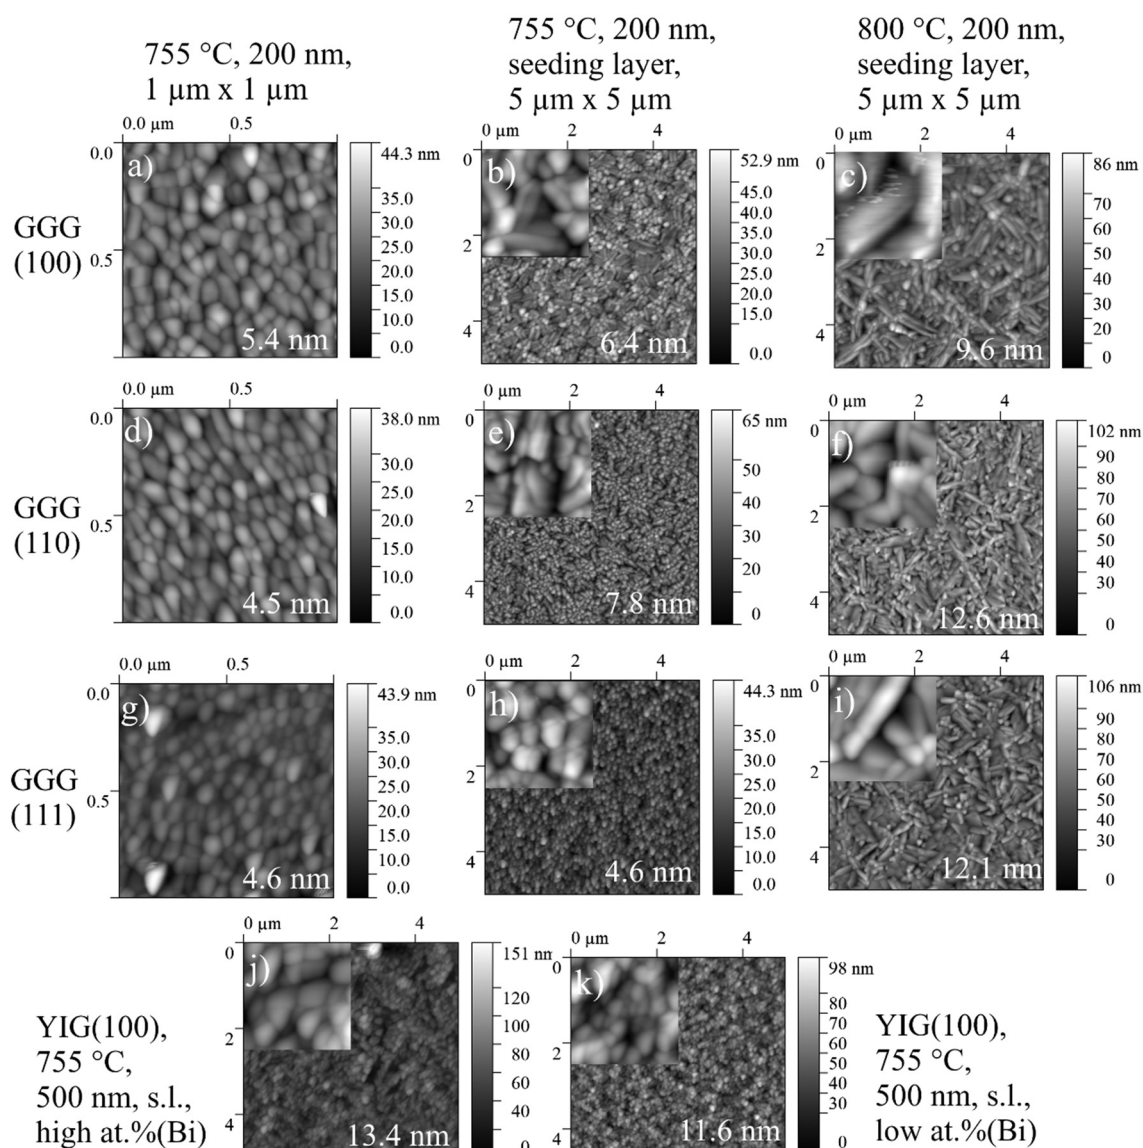 755 °C, 200 nm,
1 µm x 1 µm
755 °C, 200 nm,
seeding layer,
5 µm x 5 µm
800 °C, 200 nm,
seeding layer,
5 µm x 5 µm
GGG
(100)
0.0 µm 0.5
0.0
0.5
a)
5.4 nm
44.3 nm
35.0
30.0
25.0
20.0
15.0
10.0
0.0
0 µm 2 4
0
2
4
b)
6.4 nm
52.9 nm
45.0
40.0
35.0
30.0
25.0
20.0
15.0
0.0
0 µm 2 4
0
2
4
c)
9.6 nm
86 nm
70
60
50
40
30
20
0
GGG
(110)
0.0 µm 0.5
0.0
0.5
d)
4.5 nm
38.0 nm
30.0
25.0
20.0
15.0
10.0
0.0
0 µm 2 4
0
2
4
e)
7.8 nm
65 nm
50
40
30
20
0
0 µm 2 4
0
2
4
f)
12.6 nm
102 nm
90
80
70
60
50
40
30
0
GGG
(111)
0.0 µm 0.5
0.0
0.5
g)
4.6 nm
43.9 nm
35.0
30.0
25.0
20.0
15.0
10.0
0.0
0 µm 2 4
0
2
4
h)
4.6 nm
44.3 nm
35.0
30.0
25.0
20.0
15.0
10.0
0.0
0 µm 2 4
0
2
4
i)
12.1 nm
106 nm
90
80
70
60
50
40
30
0
YIG(100),
755 °C,
500 nm, s.l.,
high at.%(Bi)
0 µm 2 4
0
2
4
j)
13.4 nm
151 nm
120
100
80
60
40
0
0 µm 2 4
0
2
4
k)
11.6 nm
98 nm
80
70
60
50
40
30
0
YIG(100),
755 °C,
500 nm, s.l.,
low at.%(Bi)